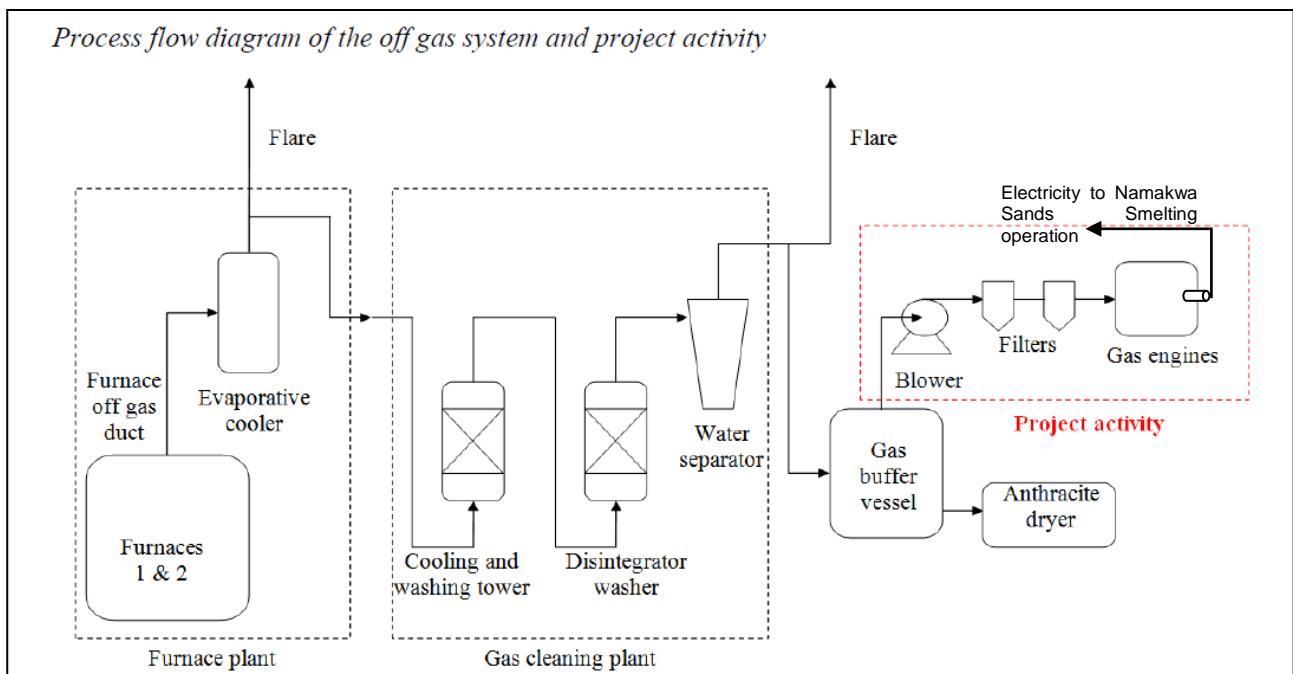 Process flow diagram of the off gas system and project activity
Flare
Flare
Electricity to Namakwa
Sands Smelting
operation
Furnace
off gas
duct
Evaporative
cooler
Furnaces
1 & 2
Furnace plant
Cooling and
washing tower
Disintegrator
washer
Water
separator
Gas cleaning plant
Blower
Filters
Gas engines
Project activity
Gas
buffer
vessel
Anthracite
dryer